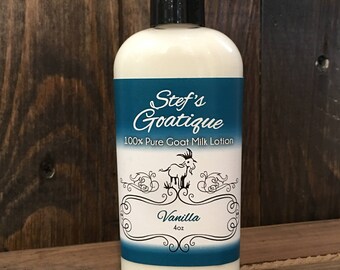 Stef's
Goatique
100% Pure Goat Milk Lotion
Vanilla
4oz